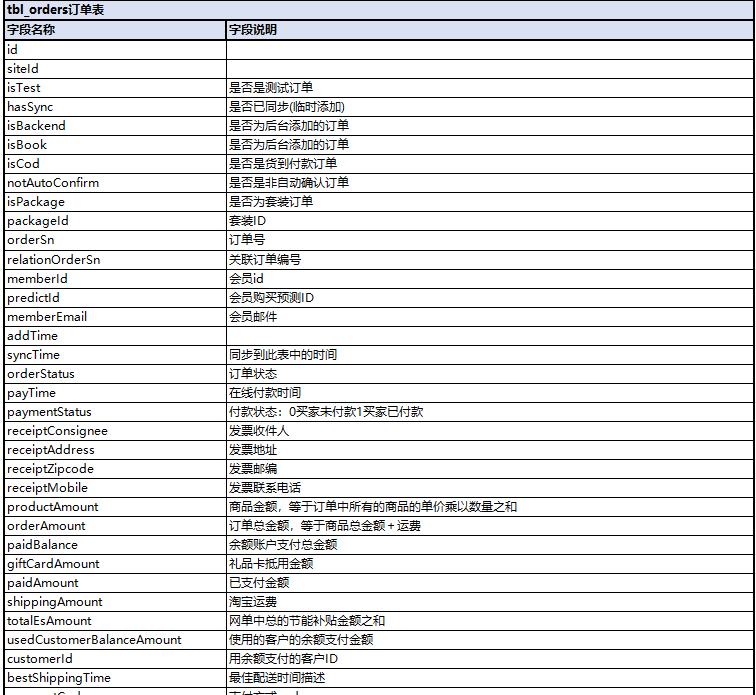 tbl_orders订单表
字段名称 字段说明
id
siteId
isTest 是否是测试订单
hasSync 是否已同步(临时添加)
isBackend 是否为后台添加的订单
isBook 是否为后台添加的订单
isCod 是否是货到付款订单
notAutoConfirm 是否是非自动确认订单
isPackage 是否为套装订单
packageId 套装ID
orderSn 订单号
relationOrderSn 关联订单编号
memberId 会员id
predictId 会员购买预测ID
memberEmail 会员邮件
addTime
syncTime 同步到此表中的时间
orderStatus 订单状态
payTime 在线付款时间
paymentStatus 付款状态：0买家未付款1买家已付款
receiptConsignee 发票收件人
receiptAddress 发票地址
receiptZipcode 发票邮编
receiptMobile 发票联系电话
productAmount 商品金额，等于订单中所有的商品的单价乘以数量之和
orderAmount 订单总金额，等于商品总金额＋运费
paidBalance 余额账户支付总金额
giftCardAmount 礼品卡抵用金额
paidAmount 已支付金额
shippingAmount 淘宝运费
totalEsAmount 网单中总的节能补贴金额之和
usedCustomerBalanceAmount 使用的客户的余额支付金额
customerId 用余额支付的客户ID
bestShippingTime 最佳配送时间描述